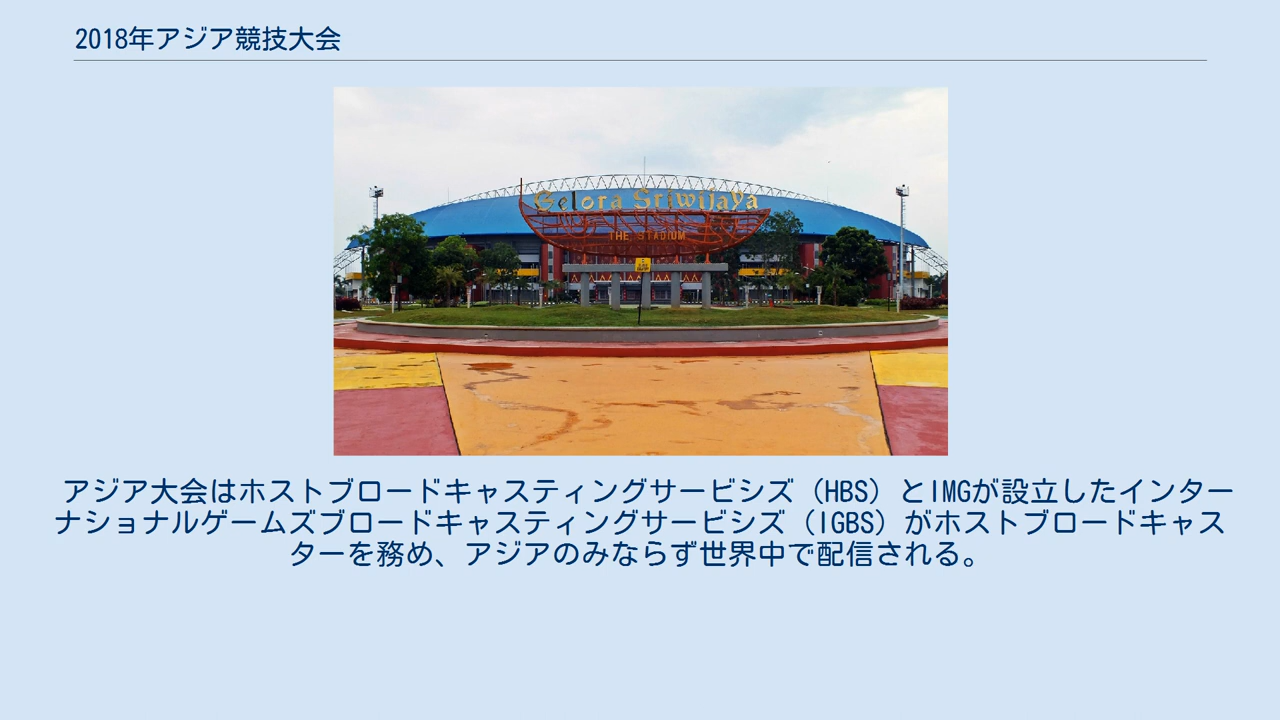 2018年アジア競技大会
Gelora Sriwijaya
THE STADIUM
アジア大会はホストブロードキャスティングサービシズ（HBS）とIMGが設立したインター
ナショナルゲームズブロードキャスティングサービシズ（IGBS）がホストブロードキャス
ターを務め、アジアのみならず世界中で配信される。